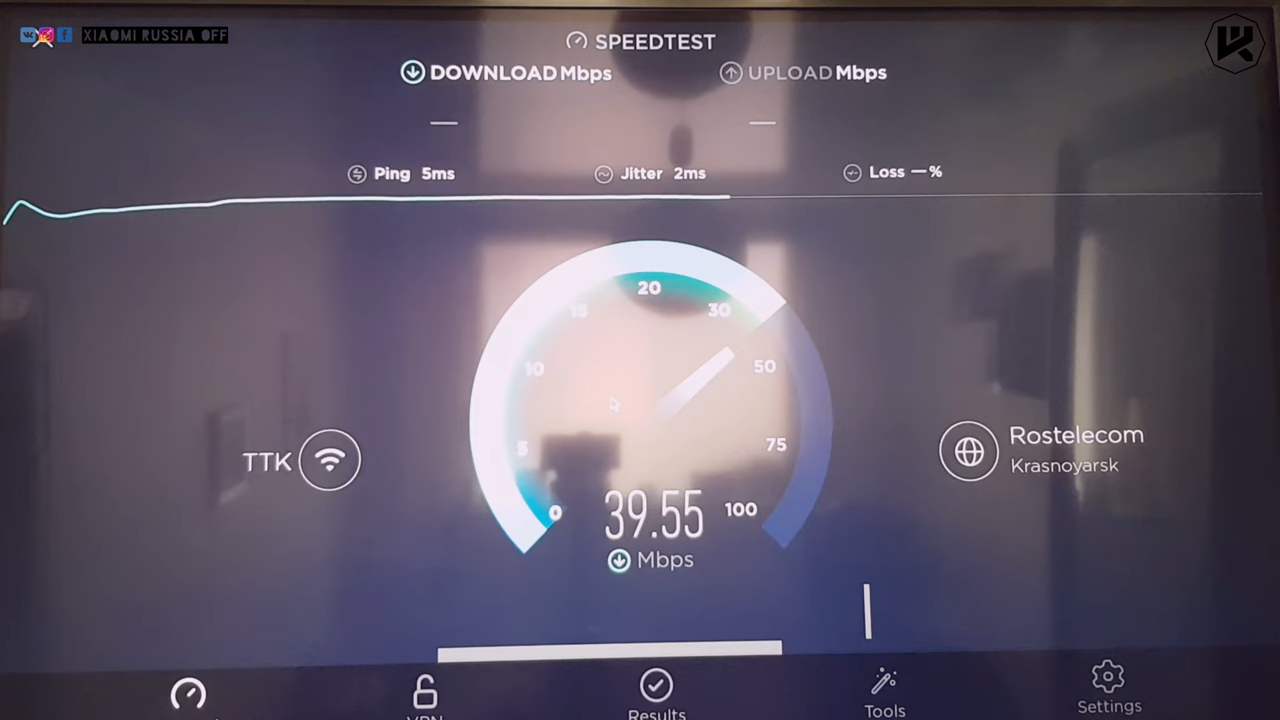 XIAOMI RUSSIA OFF
SPEEDTEST
DOWNLOAD Mbps
UPLOAD Mbps
—
—
Ping 5ms
Jitter 2ms
Loss — %
0
5
10
15
20
30
50
75
100
39.55
Mbps
TTK
Rostelecom
Krasnoyarsk
VPN
Results
Tools
Settings